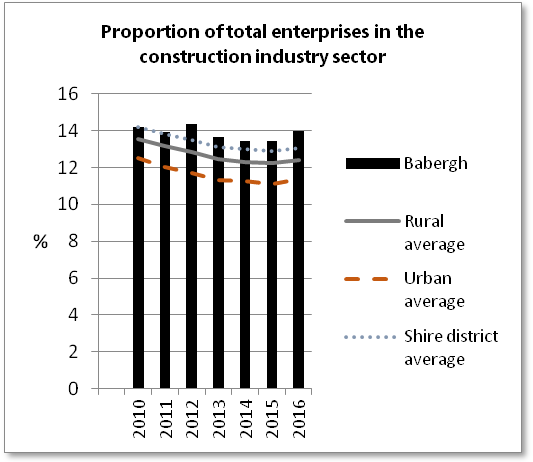 Proportion of total enterprises in the
construction industry sector
16
14
12
10
8
6
4
2
0
%
2010
2011
2012
2013
2014
2015
2016
Babergh
Rural
average
Urban
average
Shire district
average